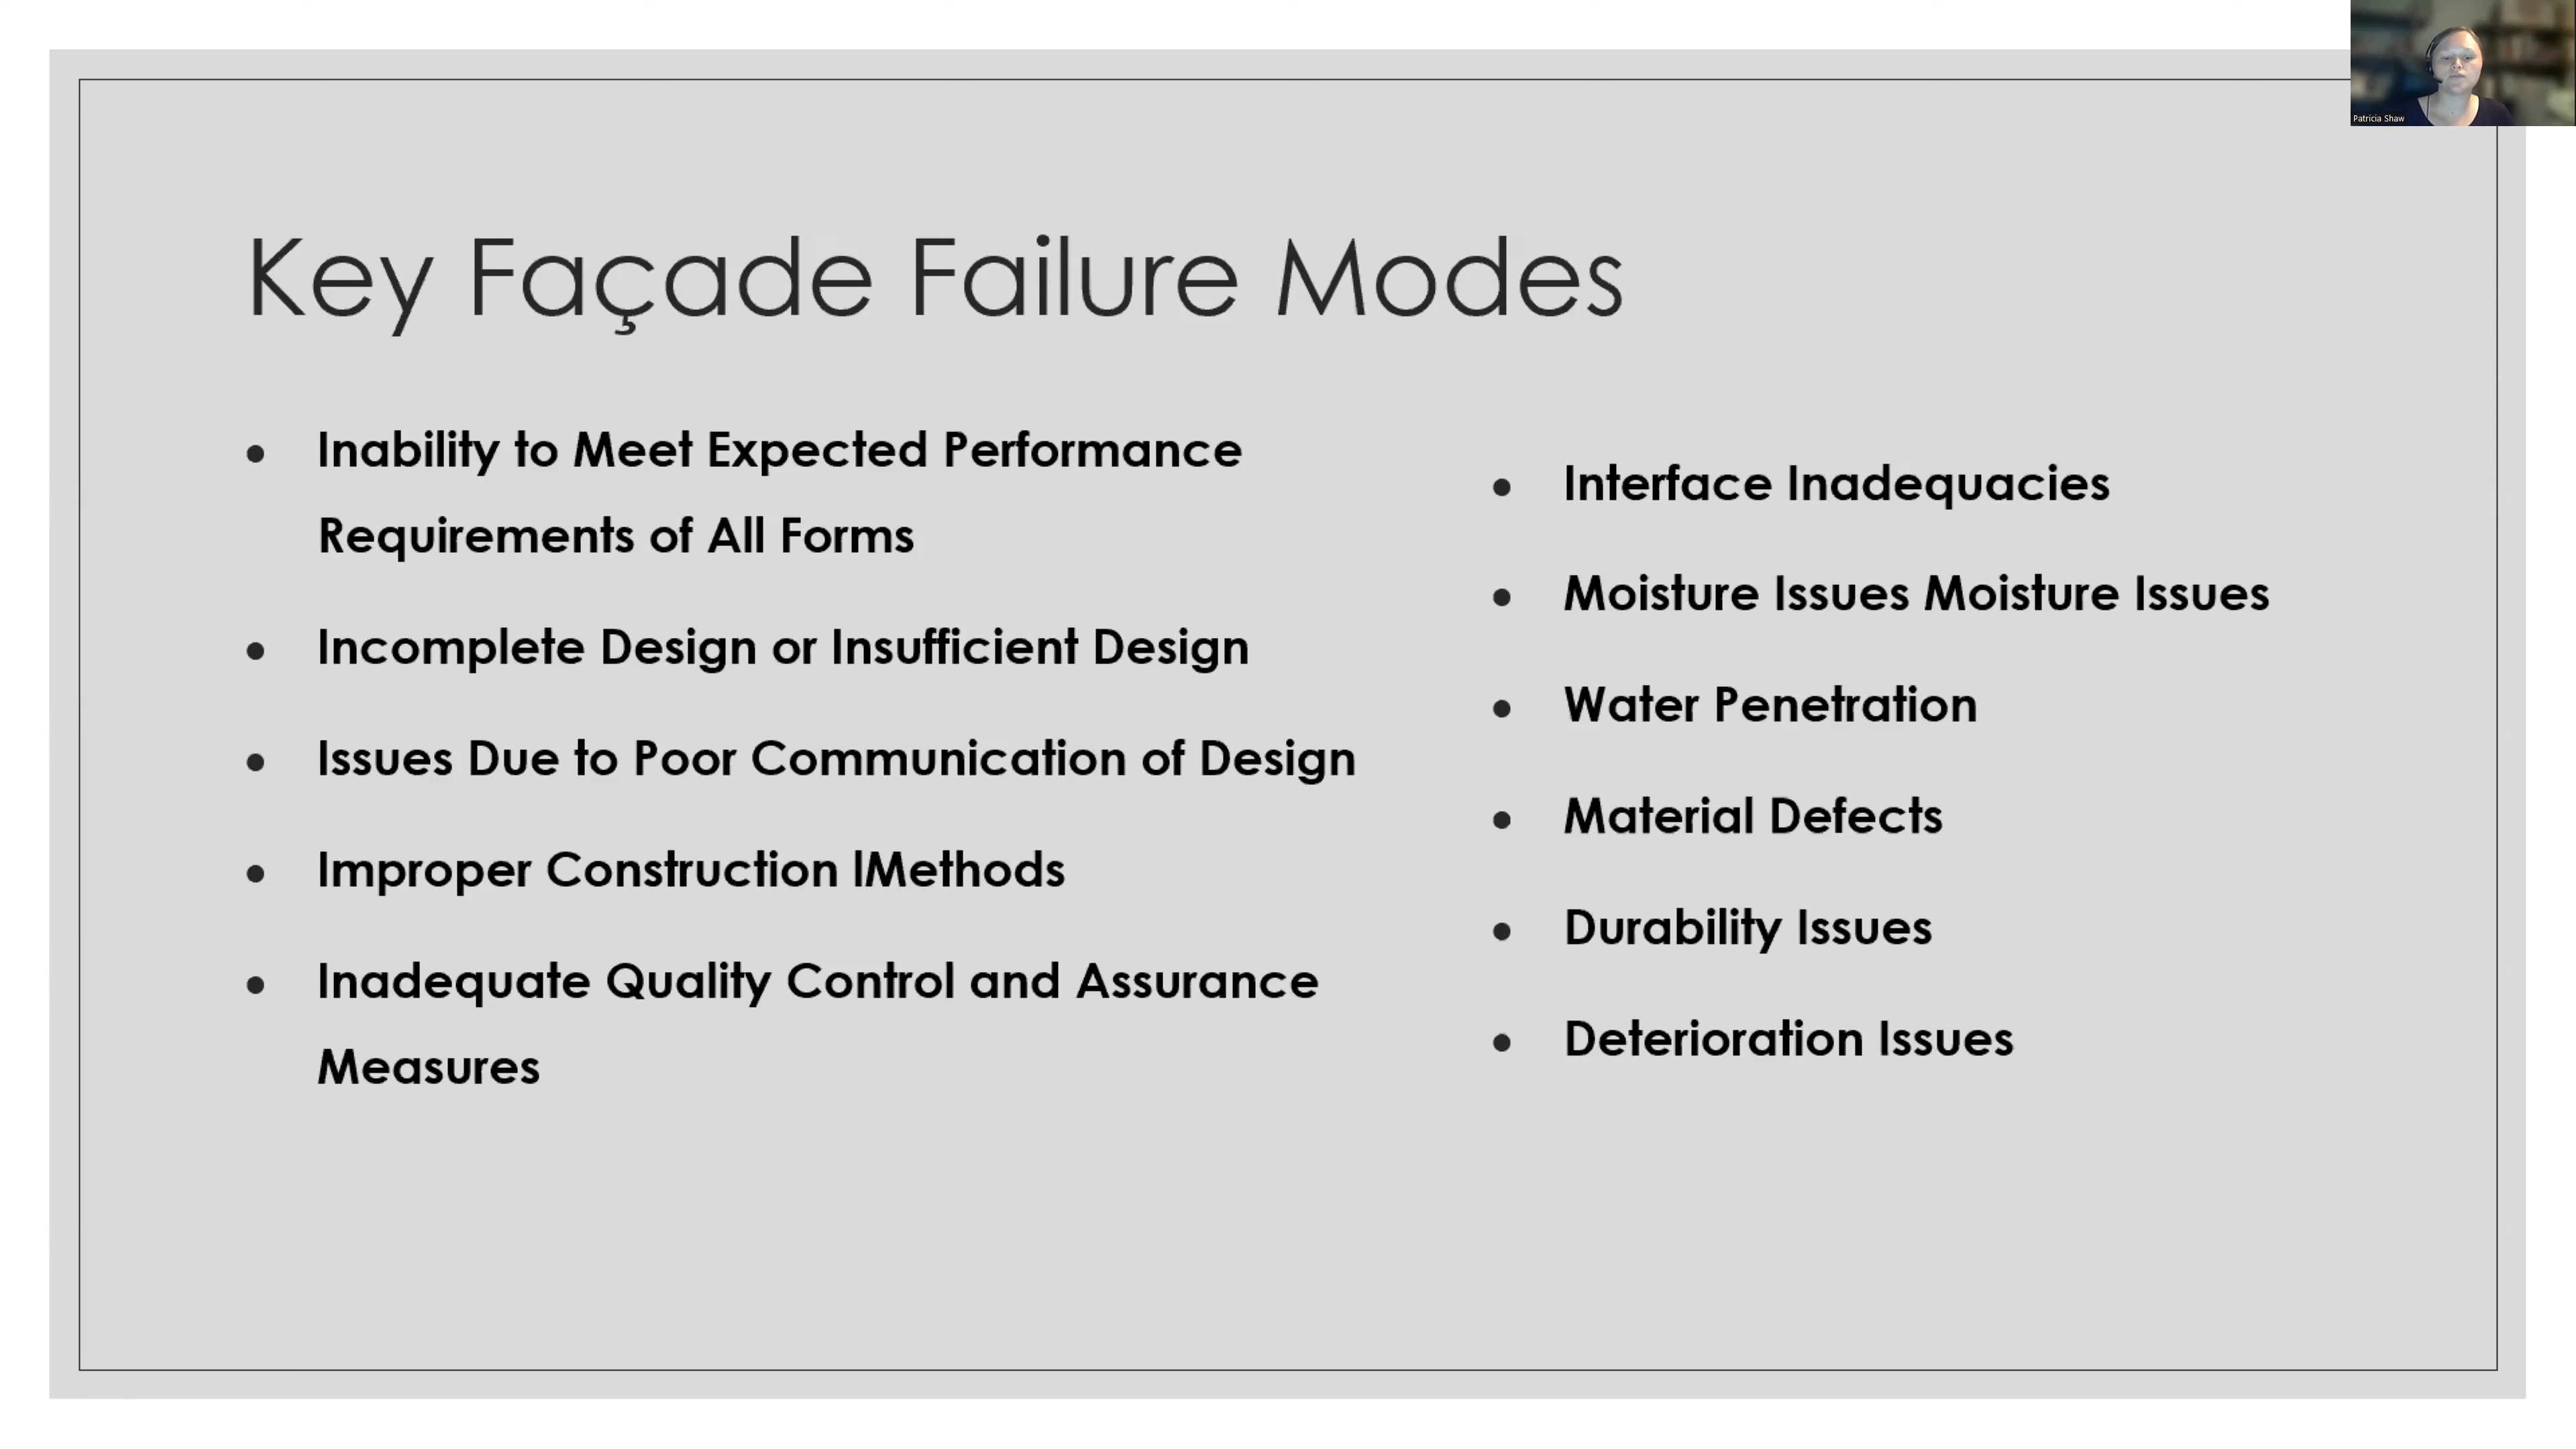 Patricia Shaw
Key Façade Failure Modes
• Inability to Meet Expected Performance
Requirements of All Forms
• Incomplete Design or Insufficient Design
• Issues Due to Poor Communication of Design
• Improper Construction lMethods
• Inadequate Quality Control and Assurance
Measures
• Interface Inadequacies
• Moisture Issues Moisture Issues
• Water Penetration
• Material Defects
• Durability Issues
• Deterioration Issues